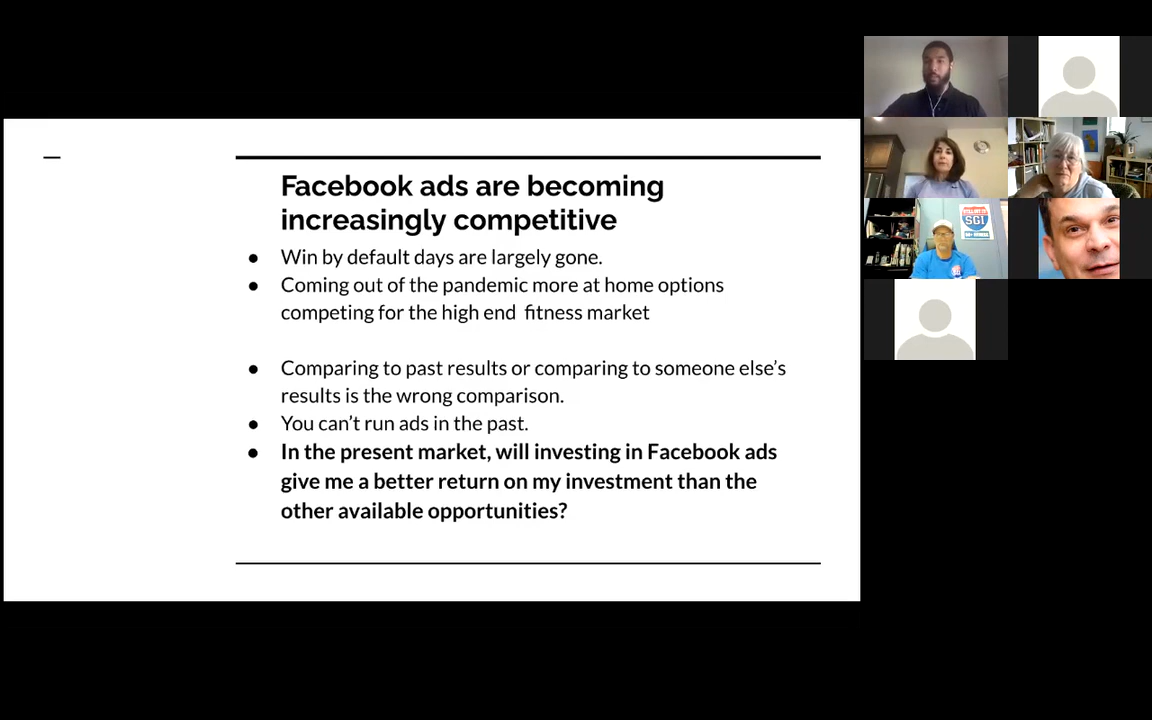 Facebook ads are becoming
increasingly competitive
● Win by default days are largely gone.
● Coming out of the pandemic more at home options
competing for the high end fitness market
● Comparing to past results or comparing to someone else's
results is the wrong comparison.
● You can't run ads in the past.
● In the present market, will investing in Facebook ads
give me a better return on my investment than the
other available opportunities?
SGI